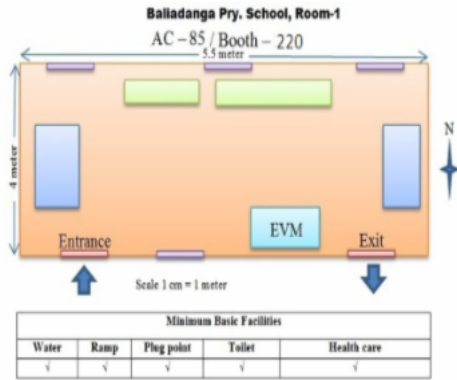 Baliadanga Pry. School, Room-1
AC – 85 / Booth – 220
5.5 meter
4 meter
N
EVM
Entrance
Exit
Scale 1 cm = 1 meter
Minimum Basic Facilities
Water Ramp Plug point Toilet Health care
√ √ √ √ √